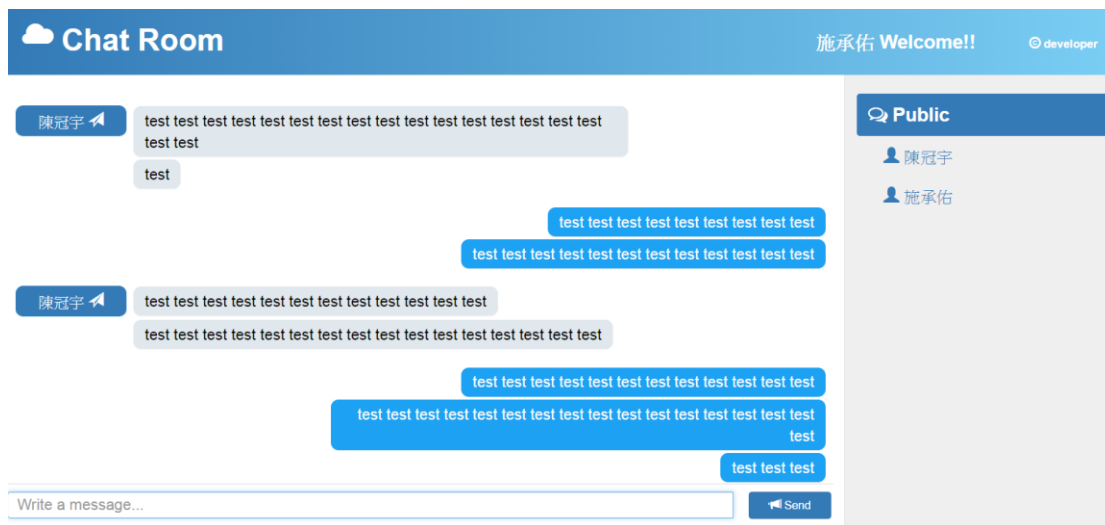 Chat Room
施承佑 Welcome!!
© developer
陳冠宇
test test test test test test test test test test test test test test test test
test test
test
test test test test test test test test test
test test test test test test test test test test test test
陳冠宇
test test test test test test test test test test test test
test test test test test test test test test test test test test test test test
test test test test test test test test test test test test
test test test test test test test test test test test test test test test test
test
test test test
Write a message...
Send
Public
陳冠宇
施承佑